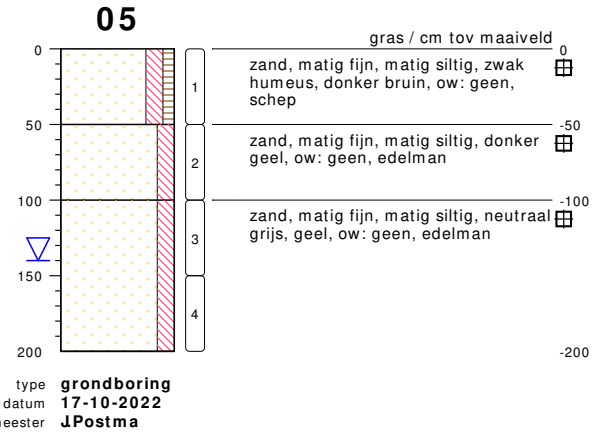 05
gras / cm tov maaiveld
0
0
1
zand, matig fijn, matig siltig, zwak
humeus, donker bruin, ow: geen,
schep
50
-50
2
zand, matig fijn, matig siltig, donker
geel, ow: geen, edelman
100
-100
3
zand, matig fijn, matig siltig, neutraal
grijs, geel, ow: geen, edelman
150
4
200
-200
type grondboring
datum 17-10-2022
eester J.Postma